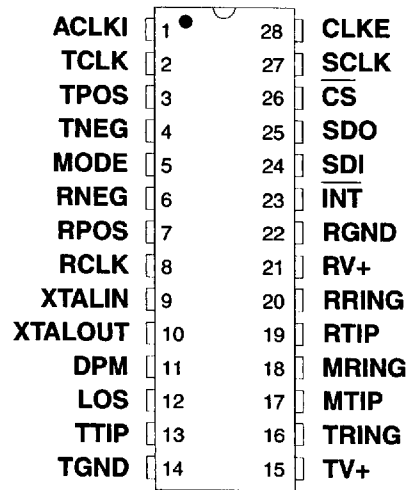 ACLKI 1 28 CLKE
TCLK 2 27 SCLK
TPOS 3 26 CS
TNEG 4 25 SDO
MODE 5 24 SDI
RNEG 6 23 INT
RPOS 7 22 RGND
RCLK 8 21 RV+
XTALIN 9 20 RRING
XTALOUT 10 19 RTIP
DPM 11 18 MRING
LOS 12 17 MTIP
TTIP 13 16 TRING
TGND 14 15 TV+